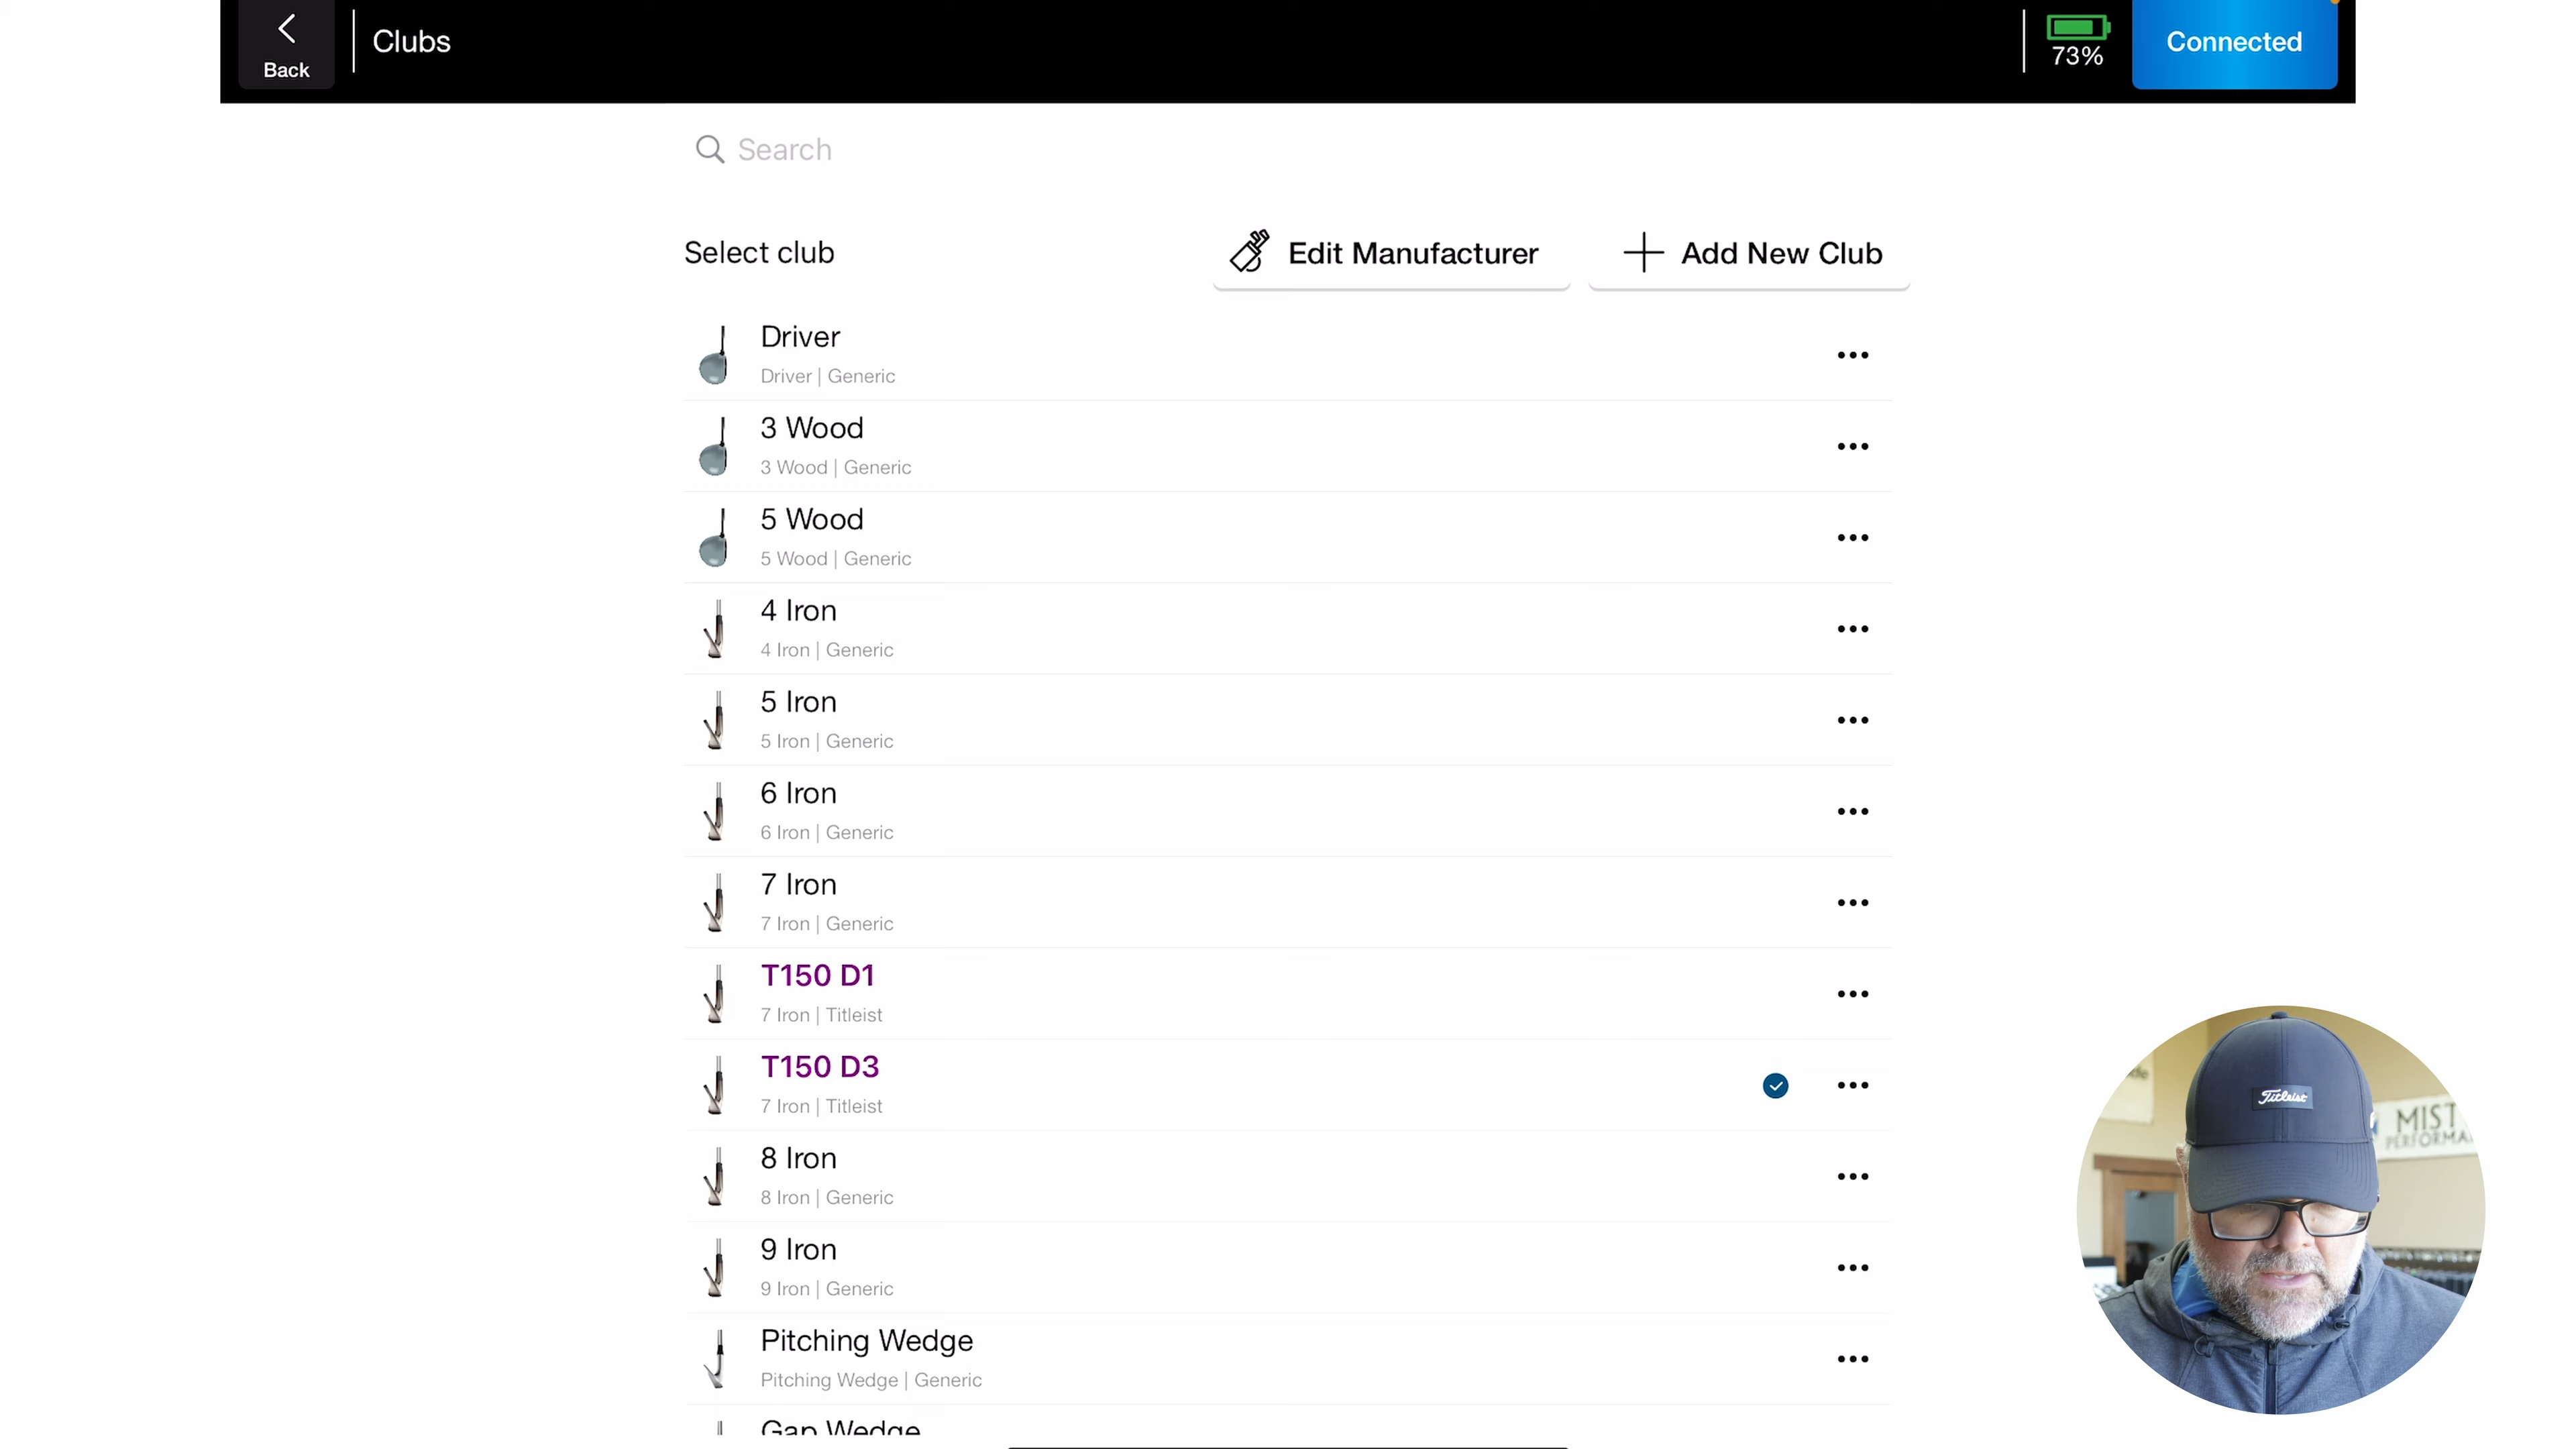 Back
Clubs
73%
Connected
Search
Select club
Edit Manufacturer
Add New Club
Driver
Driver | Generic
3 Wood
3 Wood | Generic
5 Wood
5 Wood | Generic
4 Iron
4 Iron | Generic
5 Iron
5 Iron | Generic
6 Iron
6 Iron | Generic
7 Iron
7 Iron | Generic
T150 D1
7 Iron | Titleist
T150 D3
7 Iron | Titleist
8 Iron
8 Iron | Generic
9 Iron
9 Iron | Generic
Pitching Wedge
Pitching Wedge | Generic
Gap Wedge
Titleist
MIST
PERFORMA